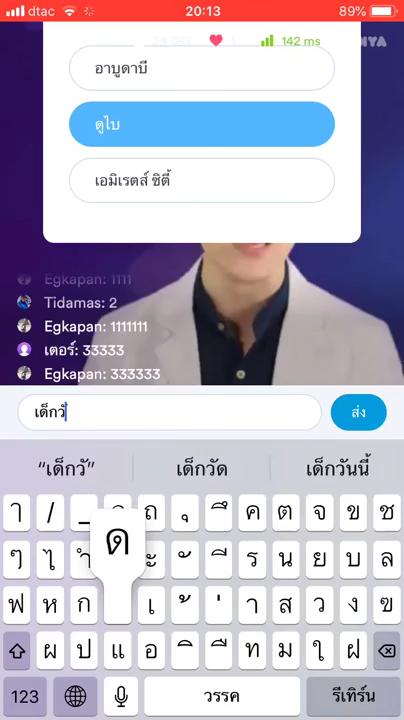 dtac 20:13 89%
142 ms
อาบูดาบี
ดูไบ
เอมิเรตส์ ซิตี้
Egkapan: 1111
Tidamas: 2
Egkapan: 1111111
เตอร์: 33333
Egkapan: 333333
เด็กวั ส่ง
“เด็กวั” เด็กวัด เด็กวันนี้
ๅ / _ ถ ุ ึ ค ต จ ข ช
ด
ๆ ไ ำ ะ ั ี ร น ย บ ล
ฟ ห ก เ ้ ่ า ส ว ง ฃ
ผ ป แ อ ิ ื ท ม ใ ฝ
123 วรรค รีเทิร์น